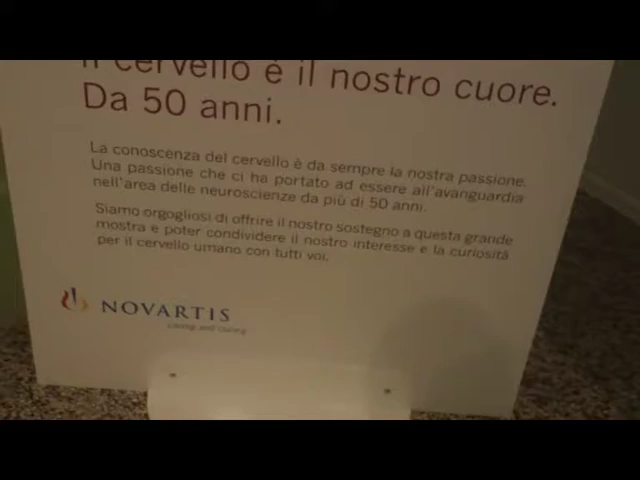 Il cervello è il nostro cuore.
Da 50 anni.
La conoscenza del cervello è da sempre la nostra passione.
Una passione che ci ha portato ad essere all'avanguardia
nell'area delle neuroscienze da più di 50 anni.
Siamo orgogliosi di offrire il nostro sostegno a questa grande
mostra e poter condividere il nostro interesse e la curiosità
per il cervello umano con tutti voi.
NOVARTIS
caring and curing